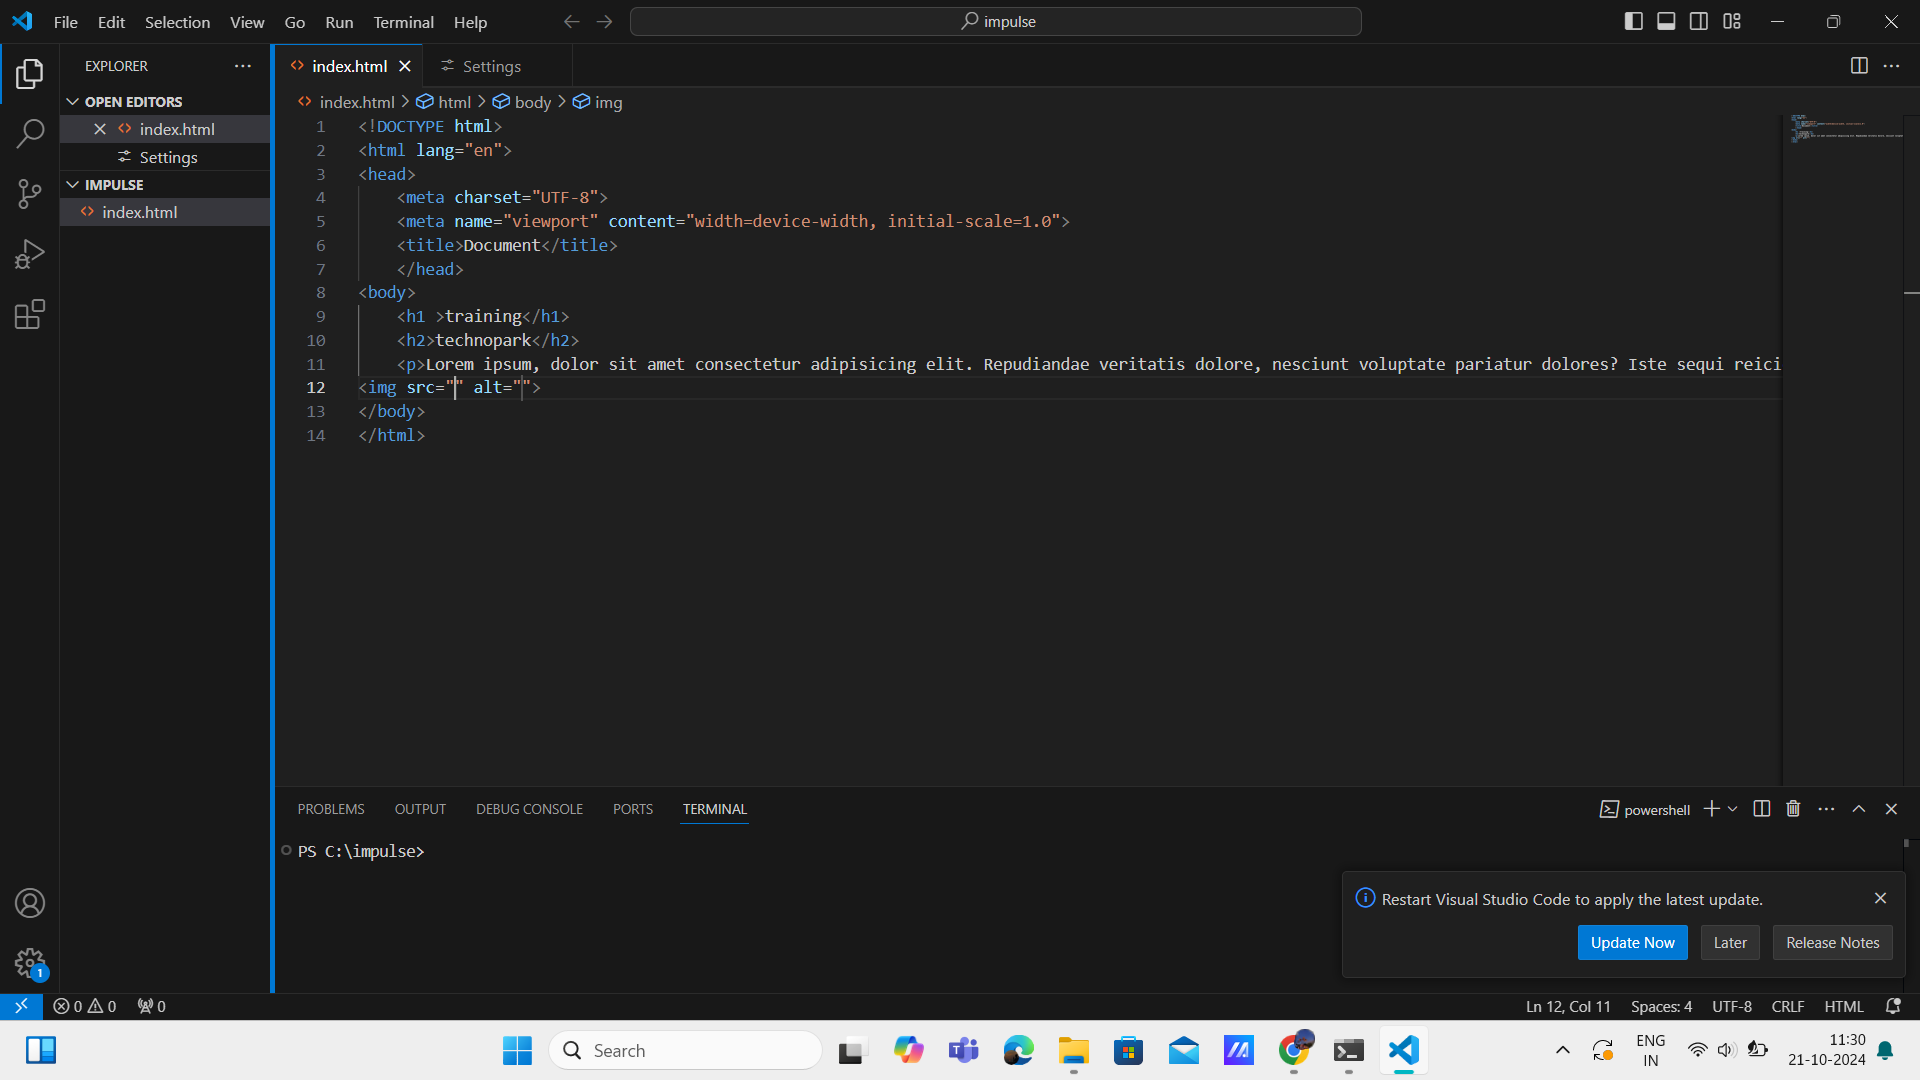 File Edit Selection View Go Run Terminal Help impulse
EXPLORER
OPEN EDITORS
index.html
Settings
IMPULSE
index.html
index.html Settings
index.html > html > body > img
1 <!DOCTYPE html>
2 <html lang="en">
3 <head>
4 <meta charset="UTF-8">
5 <meta name="viewport" content="width=device-width, initial-scale=1.0">
6 <title>Document</title>
7 </head>
8 <body>
9 <h1 >training</h1>
10 <h2>technopark</h2>
11 <p>Lorem ipsum, dolor sit amet consectetur adipisicing elit. Repudiandae veritatis dolore, nesciunt voluptate pariatur dolores? Iste sequi reici
12 <img src="" alt="">
13 </body>
14 </html>
PROBLEMS OUTPUT DEBUG CONSOLE PORTS TERMINAL powershell
PS C:\impulse>
Restart Visual Studio Code to apply the latest update.
Update Now Later Release Notes
1
0 0 0 Ln 12, Col 11 Spaces: 4 UTF-8 CRLF HTML
Search
ENG
IN
11:30
21-10-2024